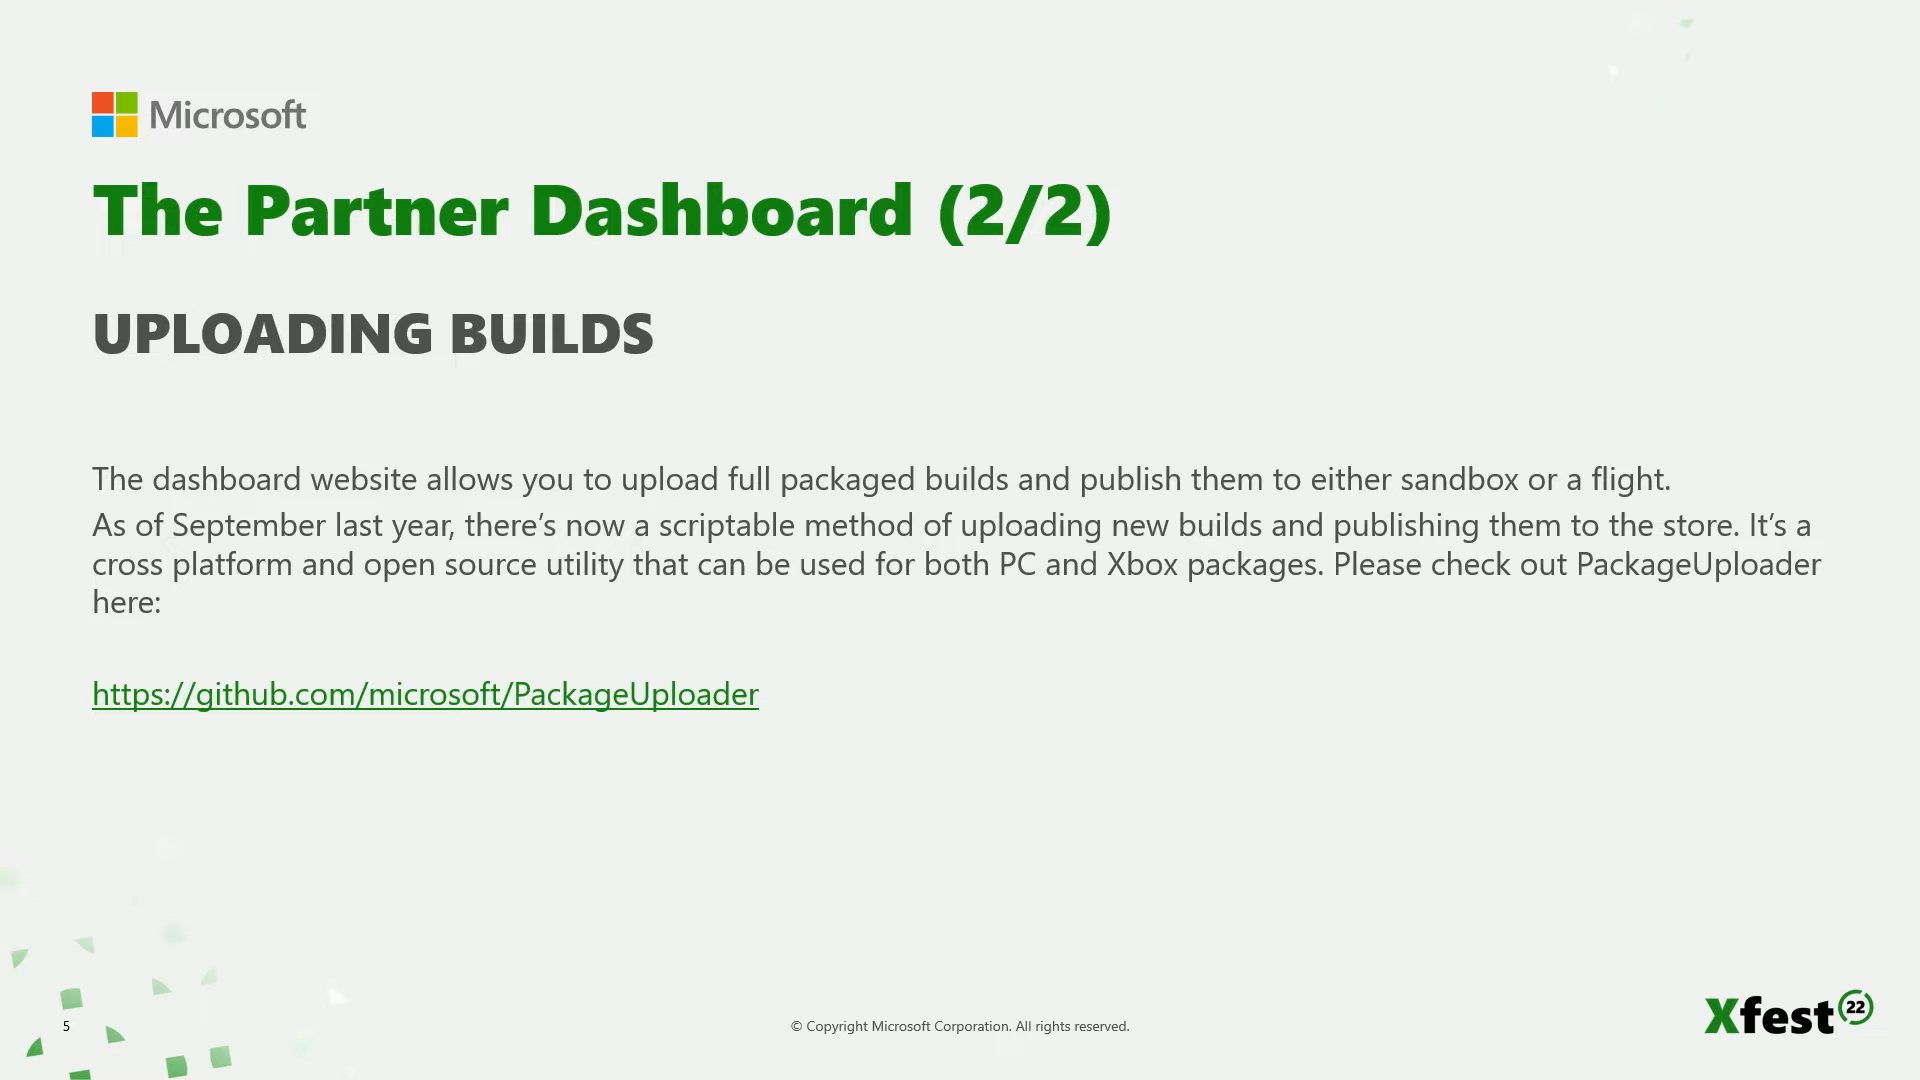 Microsoft
The Partner Dashboard (2/2)
UPLOADING BUILDS
The dashboard website allows you to upload full packaged builds and publish them to either sandbox or a flight.
As of September last year, there’s now a scriptable method of uploading new builds and publishing them to the store. It’s a
cross platform and open source utility that can be used for both PC and Xbox packages. Please check out PackageUploader
here:
https://github.com/microsoft/PackageUploader
5
© Copyright Microsoft Corporation. All rights reserved.
Xfest 22